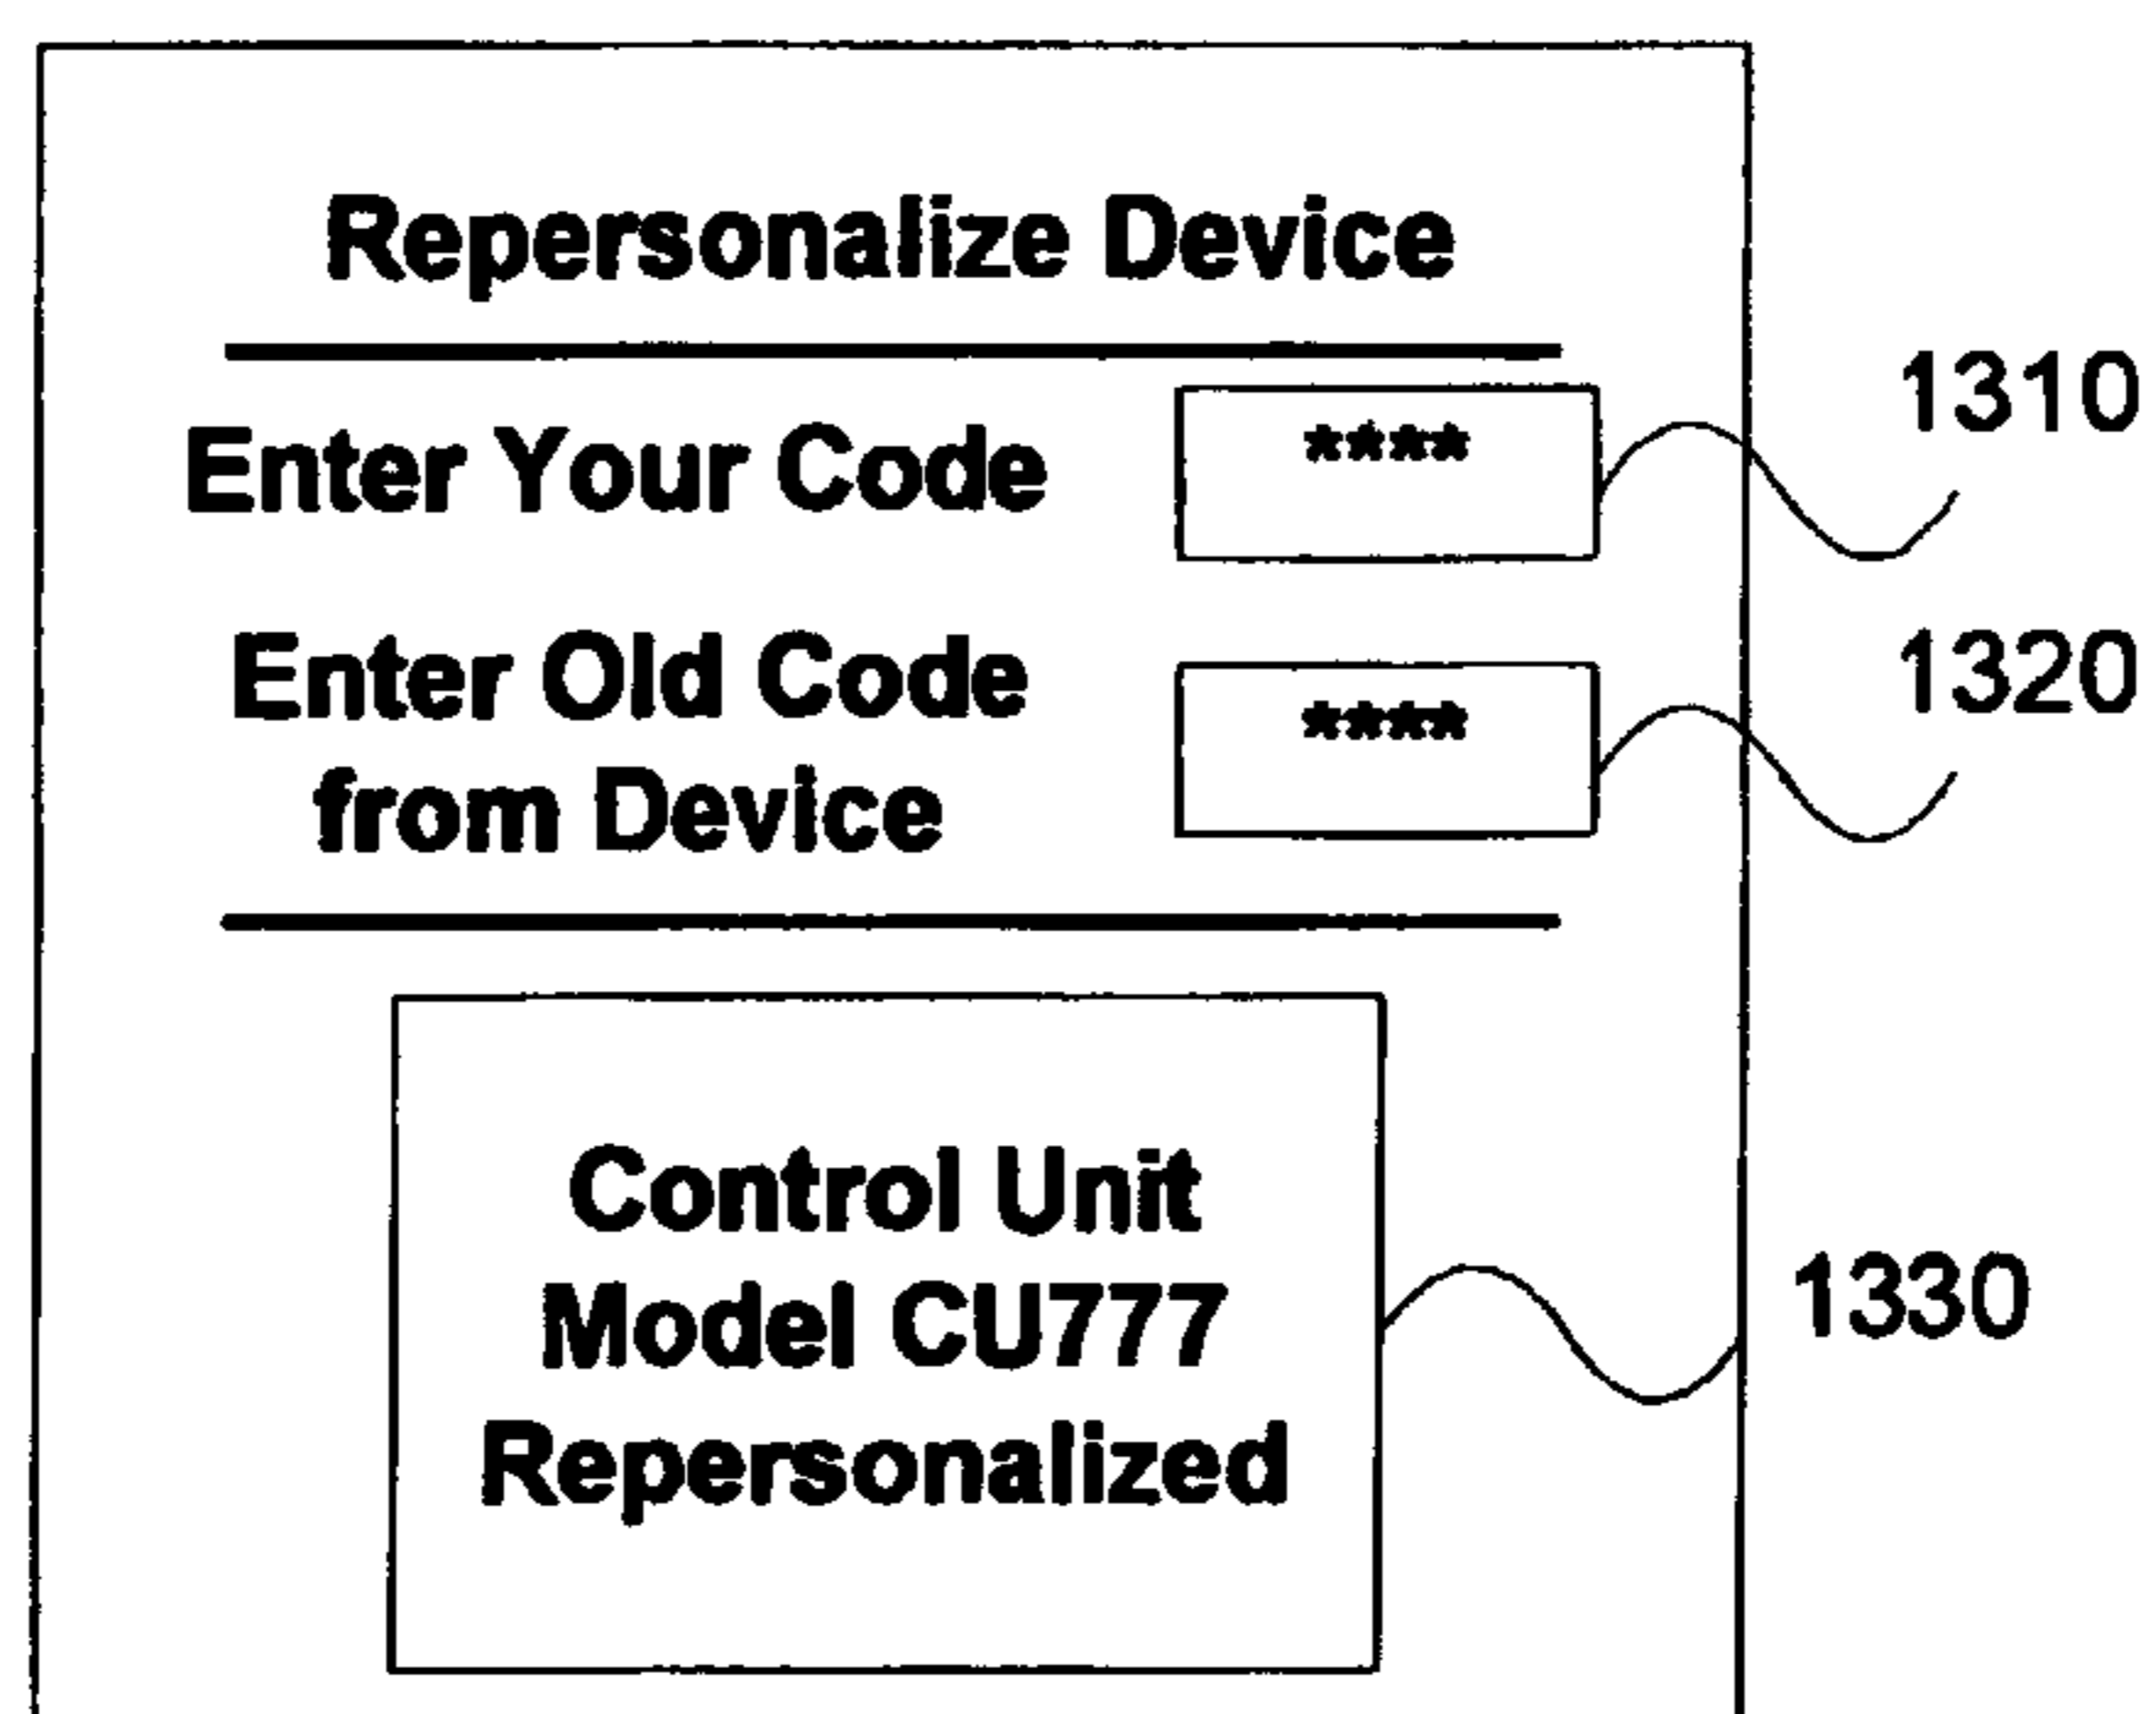 Repersonalize Device
Enter Your Code **** 1310
Enter Old Code
from Device **** 1320
Control Unit
Model CU777
Repersonalized
1330